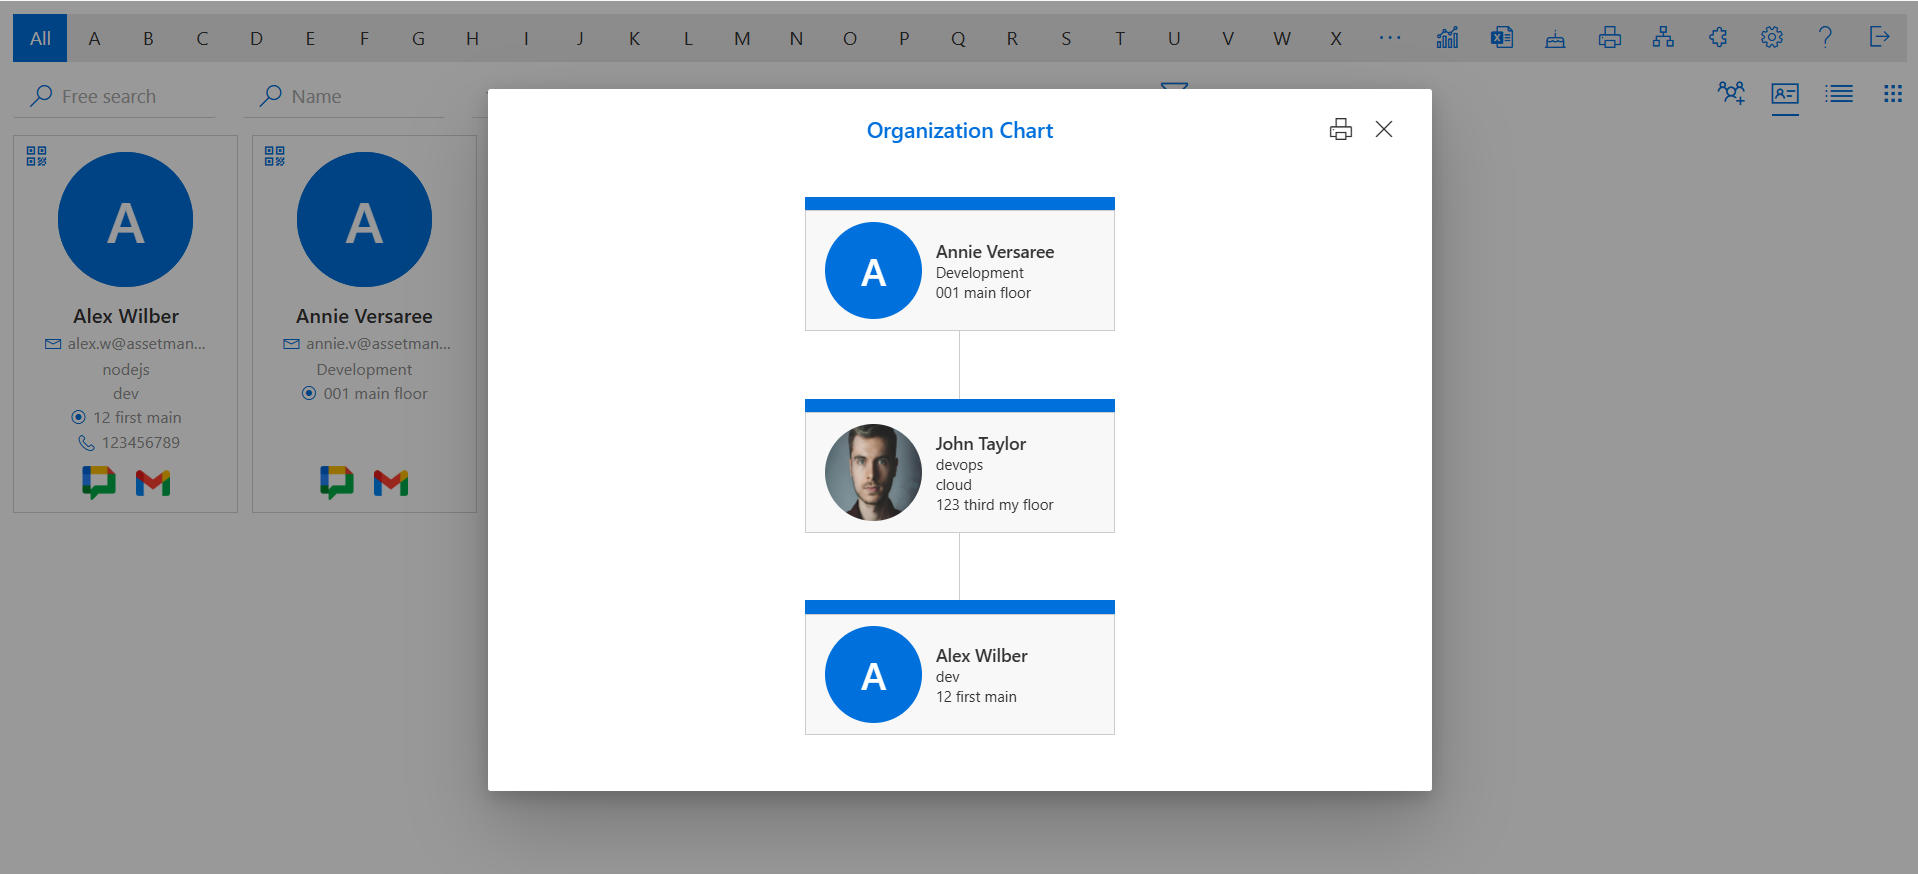 All A B C D E F G H I J K L M N O P Q R S T U V W X ...
Free search
Name
A
Alex Wilber
alex.w@assetman...
nodejs
dev
12 first main
123456789
A
Annie Versaree
annie.v@assetman...
Development
001 main floor
Organization Chart
A
Annie Versaree
Development
001 main floor
John Taylor
devops
cloud
123 third my floor
A
Alex Wilber
dev
12 first main